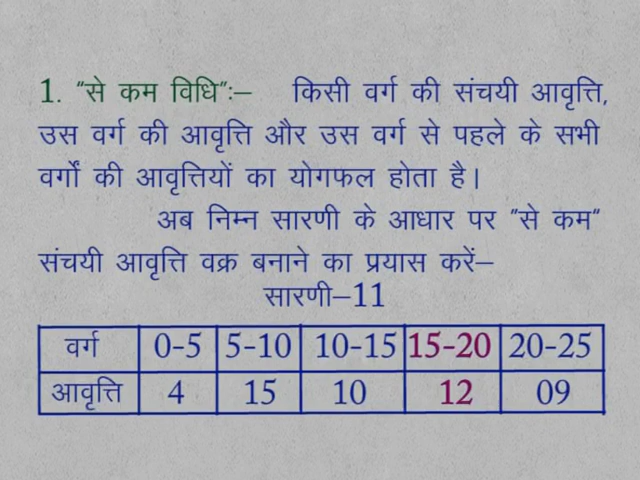 1. "से कम विधि":– किसी वर्ग की संचयी आवृत्ति,
उस वर्ग की आवृत्ति और उस वर्ग से पहले के सभी
वर्गों की आवृत्तियों का योगफल होता है।
अब निम्न सारणी के आधार पर "से कम"
संचयी आवृत्ति वक्र बनाने का प्रयास करें–
सारणी–11
वर्ग 0-5 5-10 10-15 15-20 20-25
आवृत्ति 4 15 10 12 09